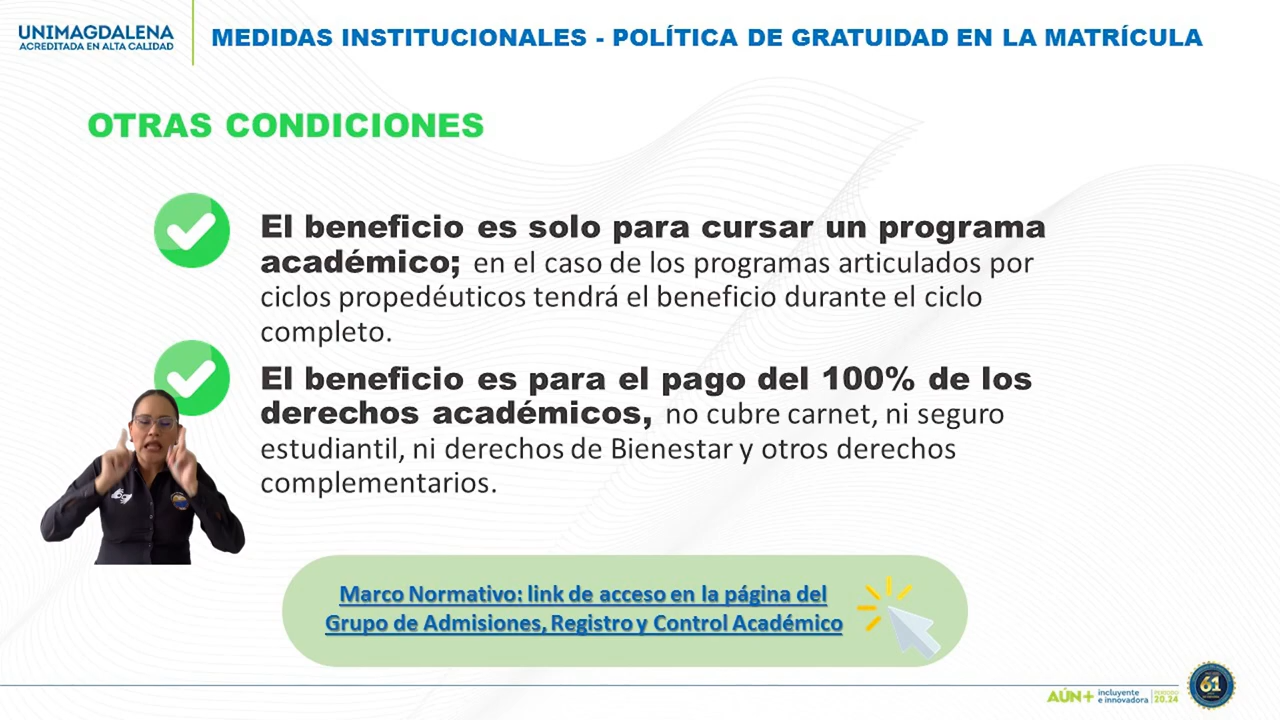 UNIMAGDALENA
ACREDITADA EN ALTA CALIDAD
MEDIDAS INSTITUCIONALES - POLÍTICA DE GRATUIDAD EN LA MATRÍCULA
OTRAS CONDICIONES
El beneficio es solo para cursar un programa
académico; en el caso de los programas articulados por
ciclos propedéuticos tendrá el beneficio durante el ciclo
completo.
El beneficio es para el pago del 100% de los
derechos académicos, no cubre carnet, ni seguro
estudiantil, ni derechos de Bienestar y otros derechos
complementarios.
Marco Normativo: link de acceso en la página del
Grupo de Admisiones, Registro y Control Académico
AÚN+ incluyente
e innovadora
PERIODO
20.24
61